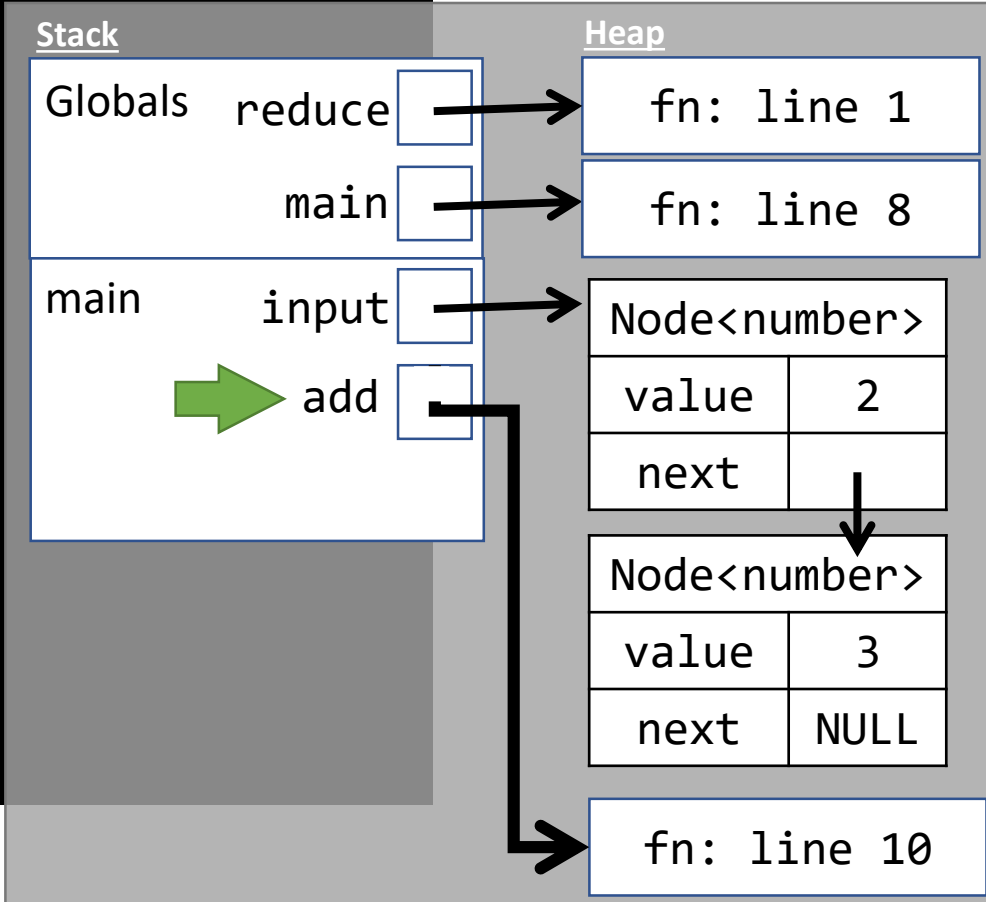 Stack
Heap
Globals
reduce
fn: line 1
main
fn: line 8
main
input
Node<number>
add
value 2
next
Node<number>
value 3
next NULL
fn: line 10